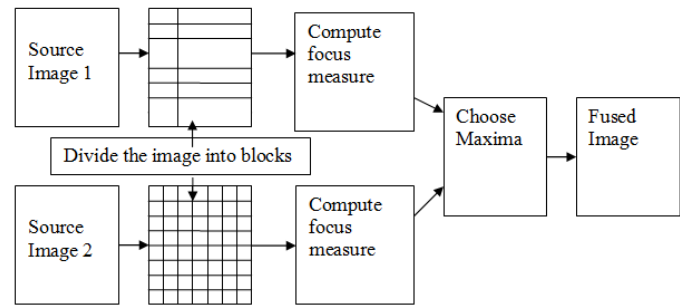 Source
Image 1
Compute
focus
measure
Choose
Maxima
Fused
Image
Divide the image into blocks
Source
Image 2
Compute
focus
measure